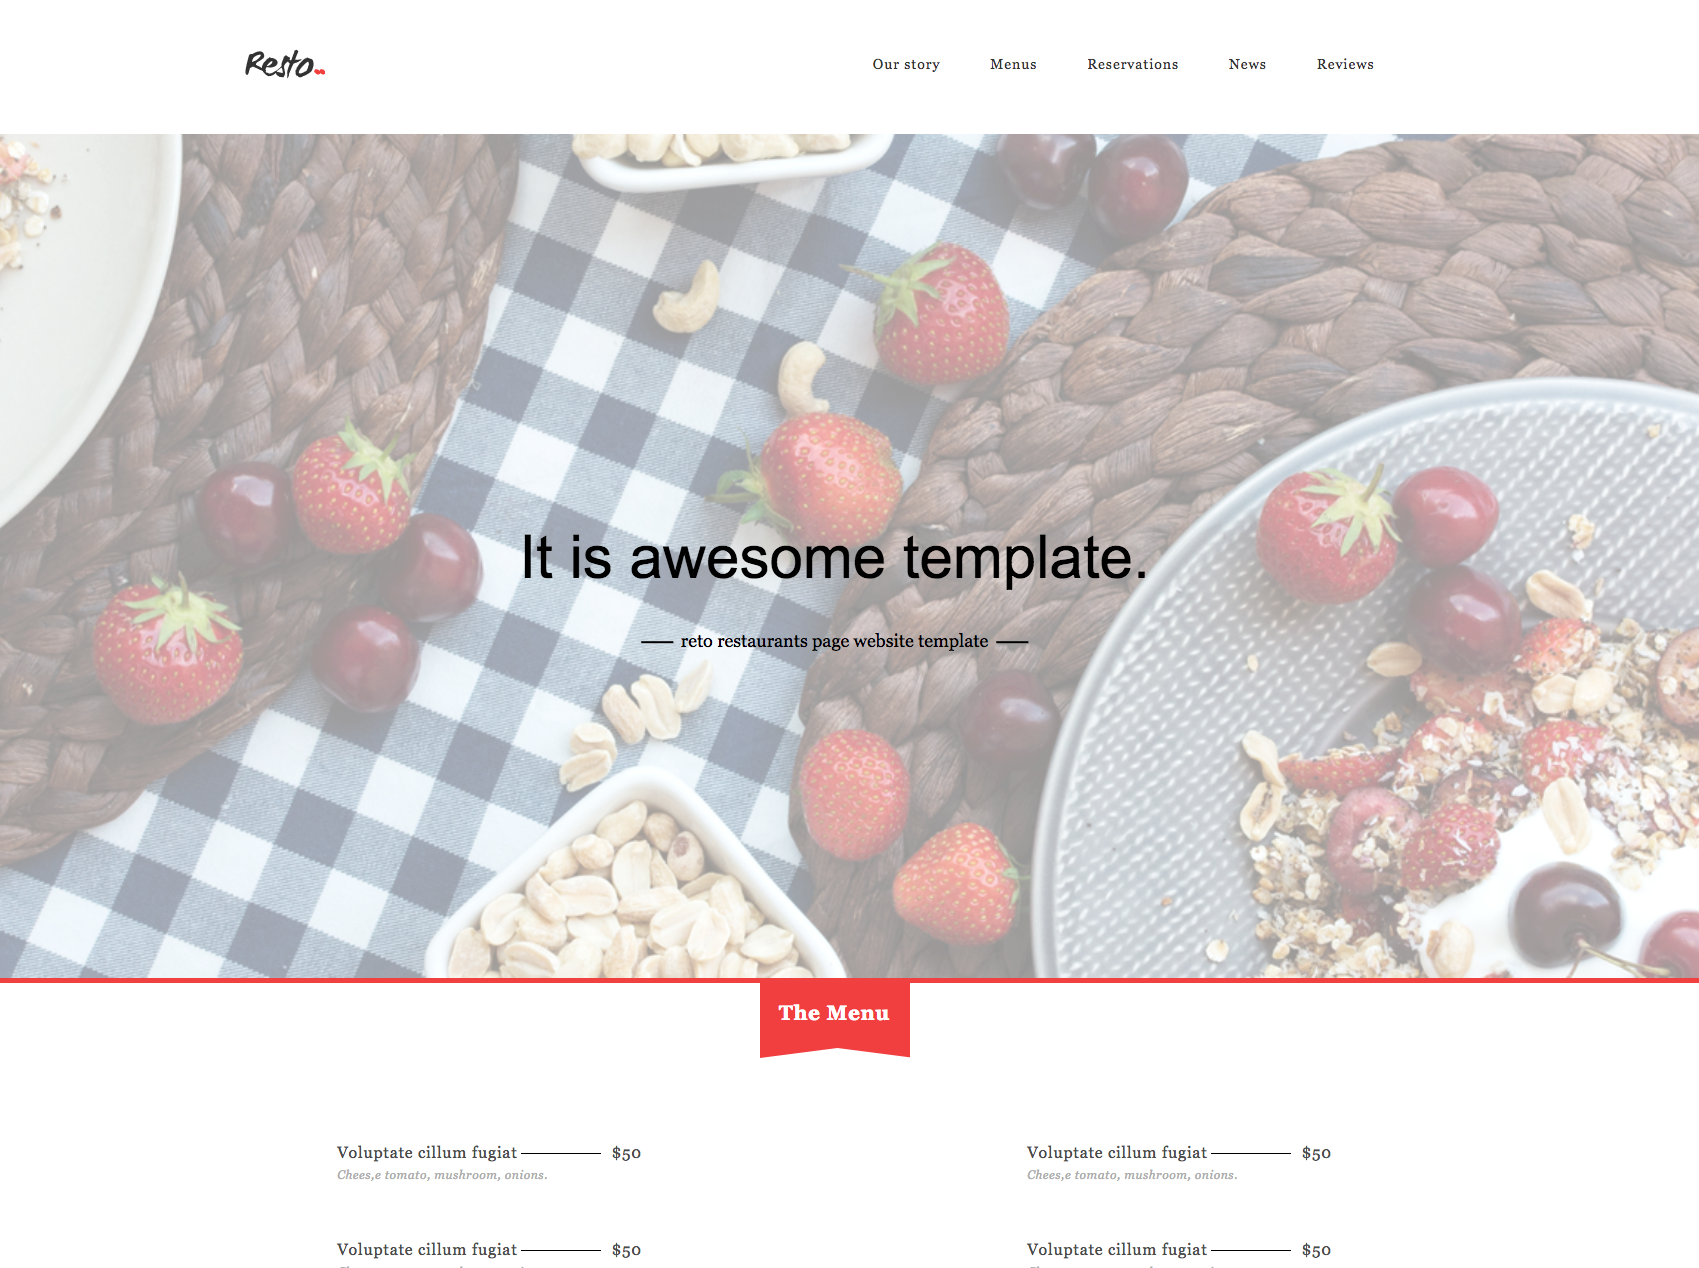 Resto
Our story Menus Reservations News Reviews
It is awesome template.
reto restaurants page website template
The Menu
Voluptate cillum fugiat $50
Chees,e tomato, mushroom, onions.
Voluptate cillum fugiat $50
Chees,e tomato, mushroom, onions.
Voluptate cillum fugiat $50
Voluptate cillum fugiat $50